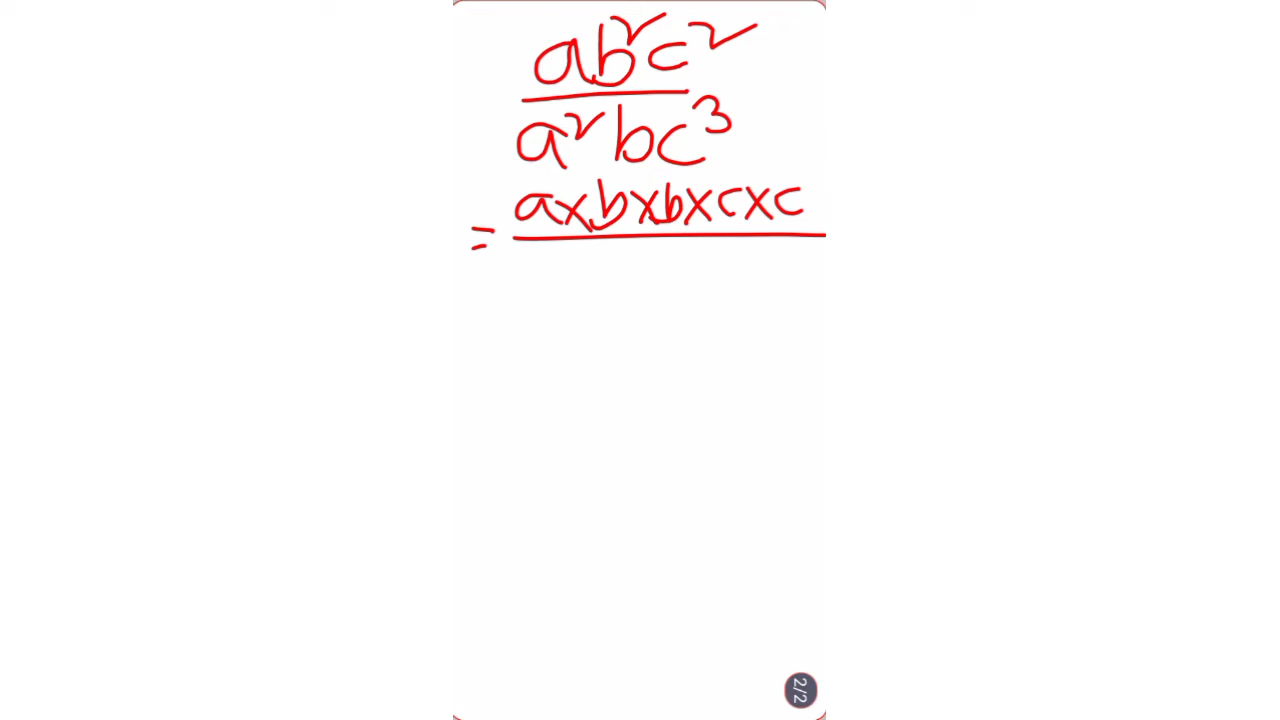 ab²c²
a²bc³
a×b×b×c×c
=
2/2